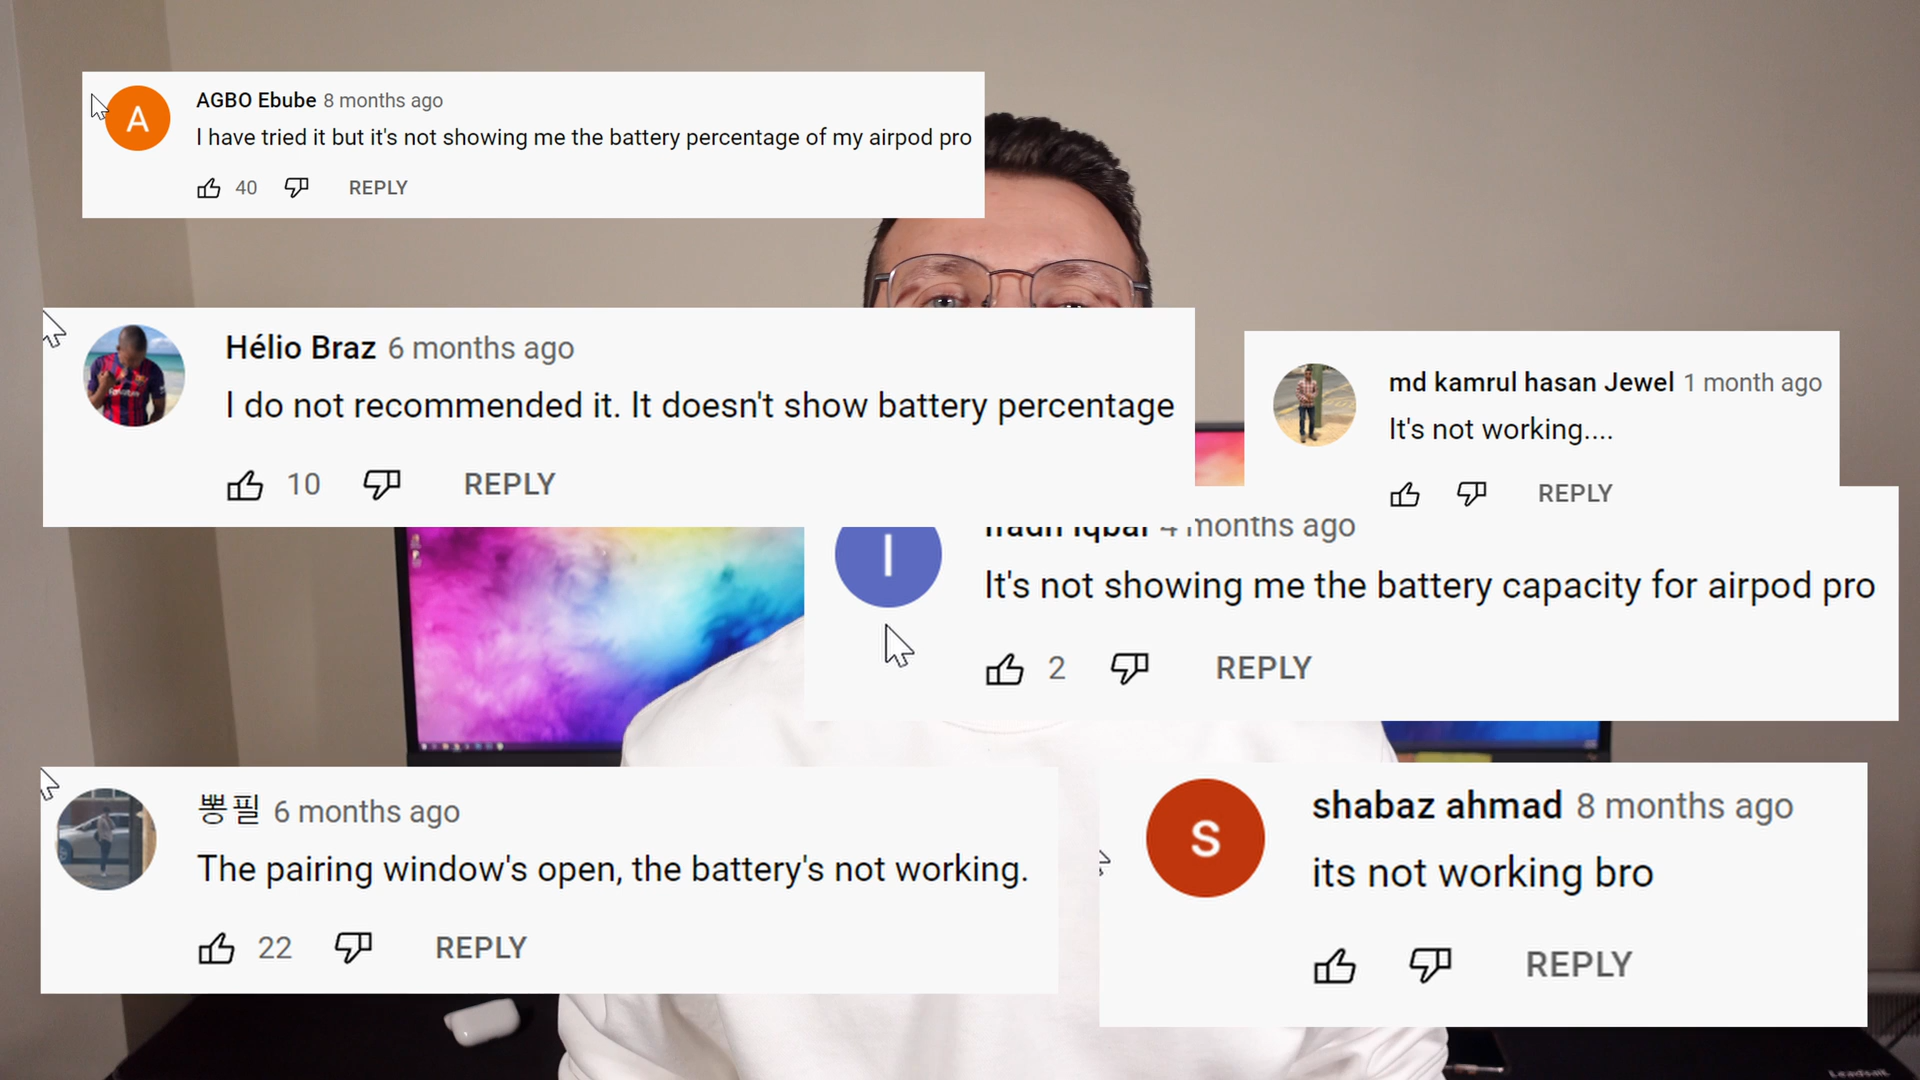 A
AGBO Ebube 8 months ago
I have tried it but it's not showing me the battery percentage of my airpod pro
40 REPLY
Hélio Braz 6 months ago
I do not recommended it. It doesn't show battery percentage
10 REPLY
md kamrul hasan Jewel 1 month ago
It's not working....
REPLY
I
Iqbal 4 months ago
It's not showing me the battery capacity for airpod pro
2 REPLY
뽕필 6 months ago
The pairing window's open, the battery's not working.
22 REPLY
S
shabaz ahmad 8 months ago
its not working bro
REPLY